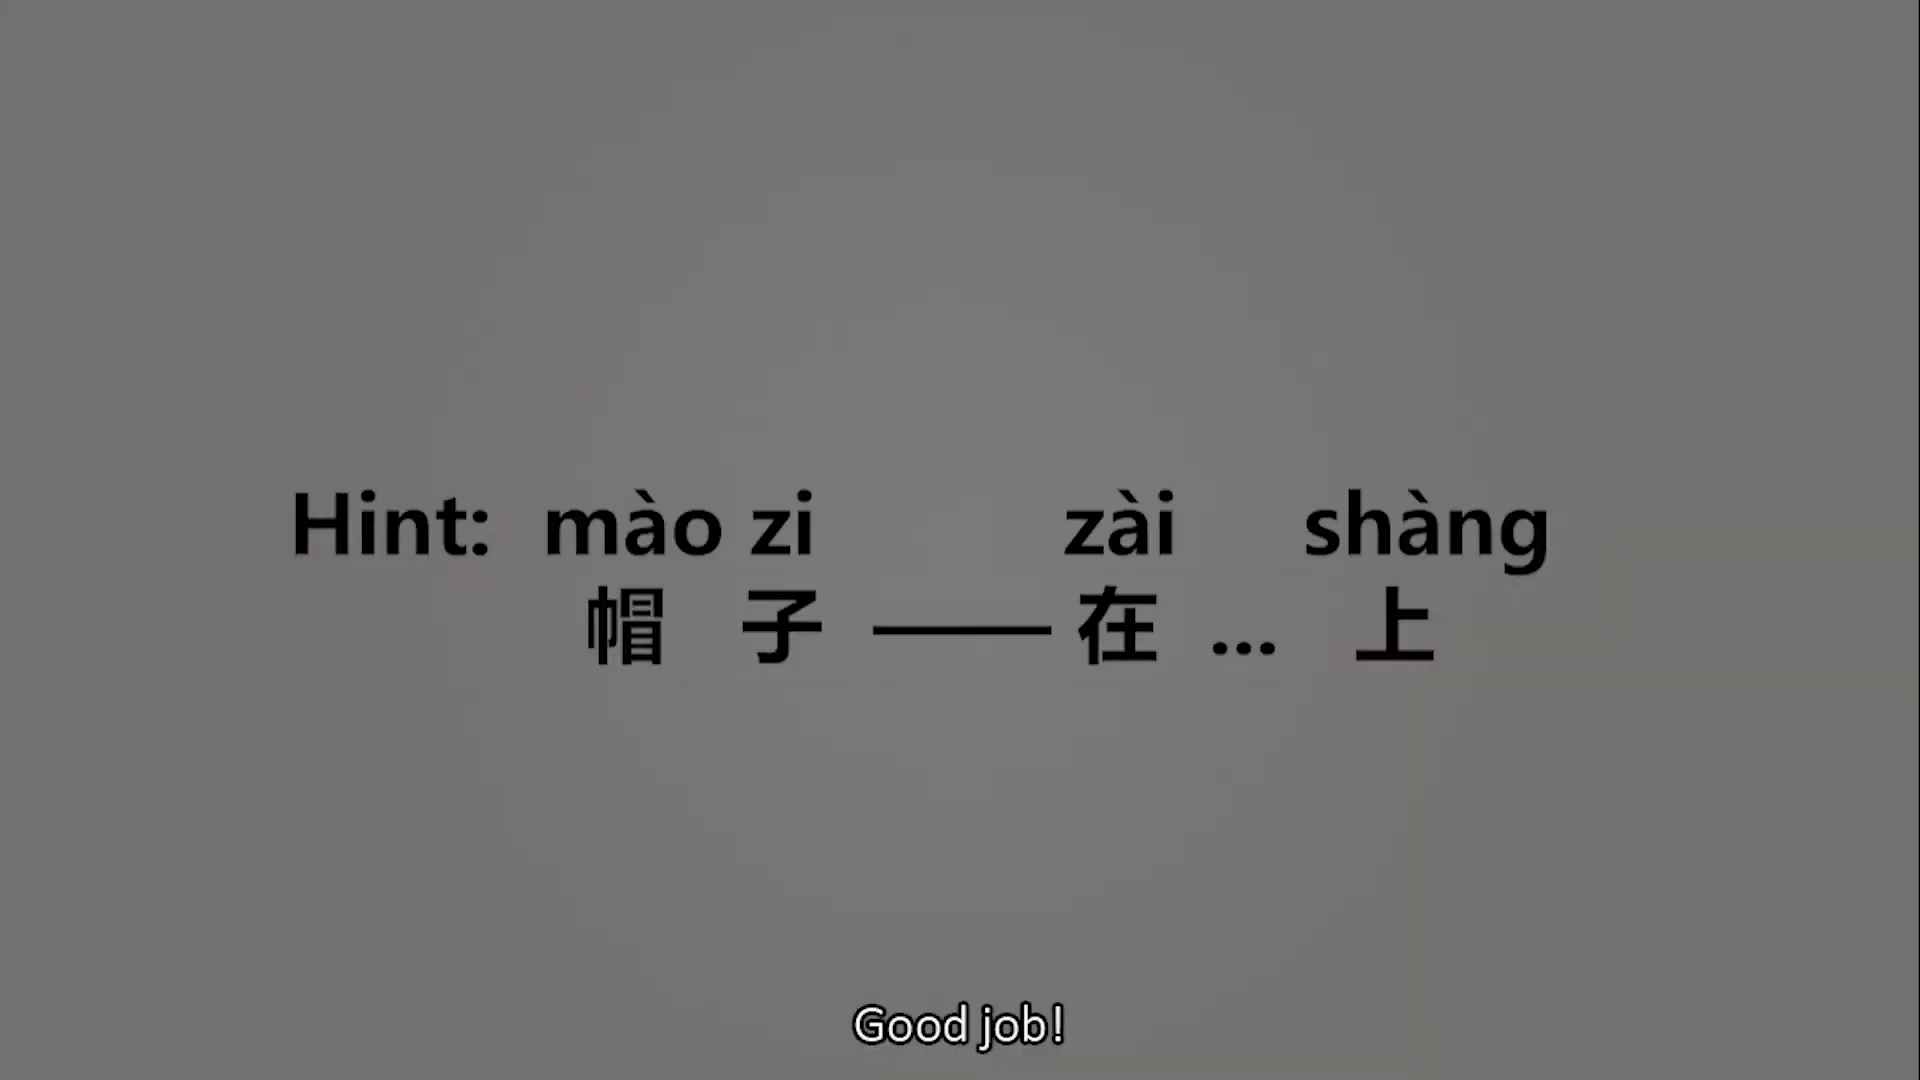 Hint: mào zi zài shàng
帽 子 —— 在 ... 上
Good job!